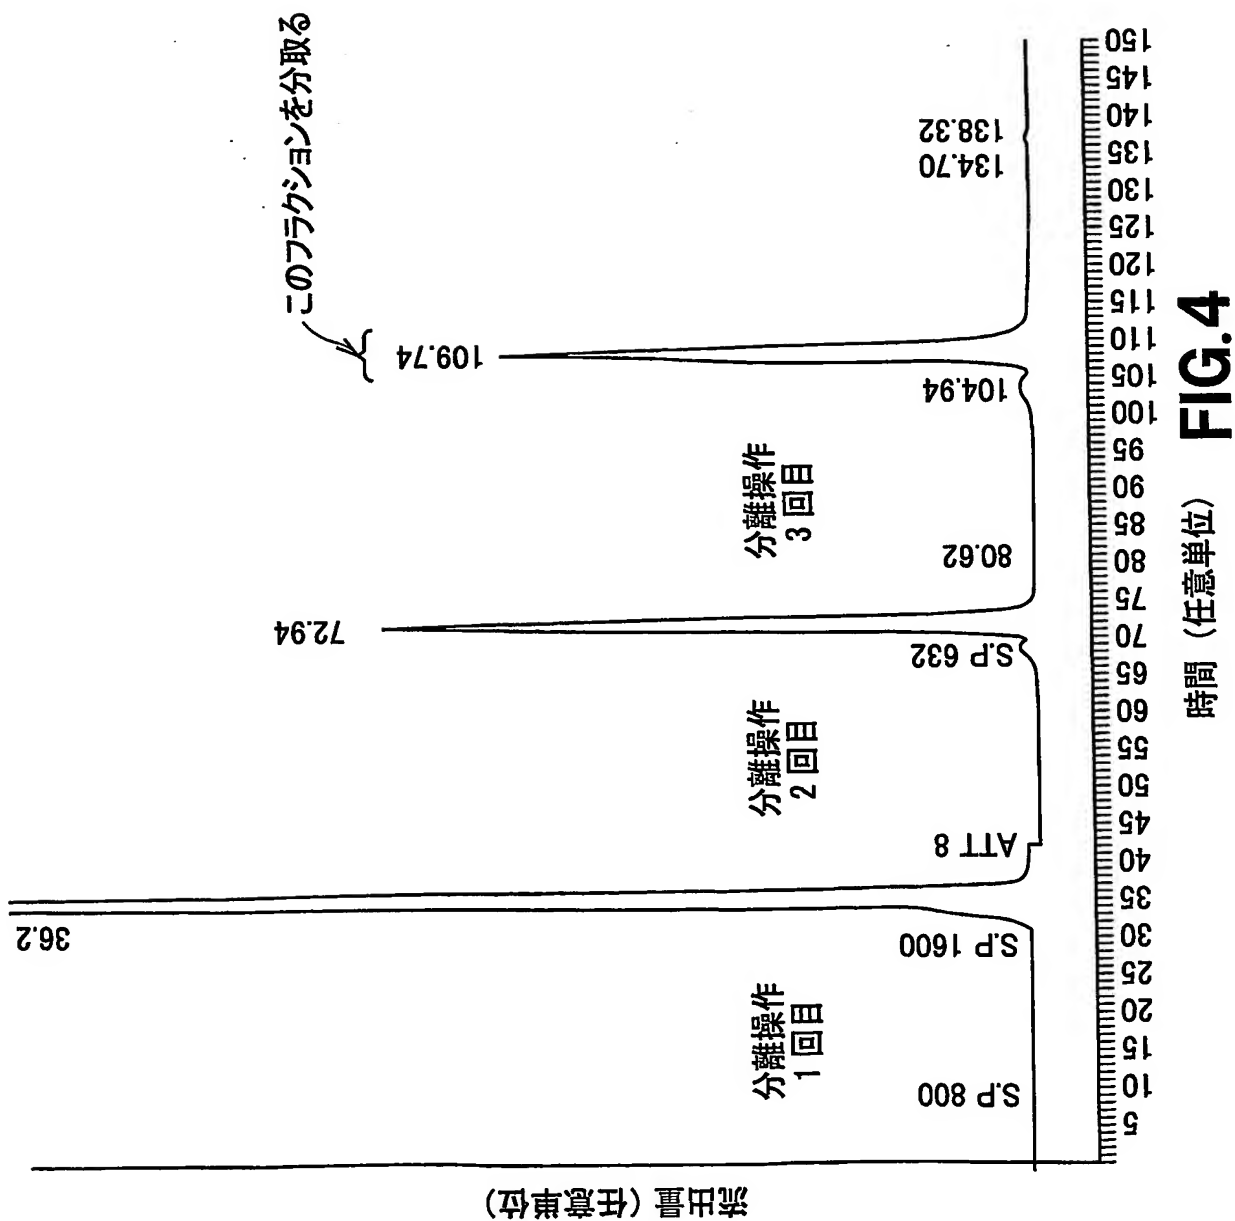 流出量 (任意単位)
36.2
72.94
このフラクションを分取る
109.74
分離操作
1回目
分離操作
2回目
分離操作
3回目
S.P 800
S.P 1600
ATT 8
S.P 632
80.62
104.94
134.70
138.32
5 10 15 20 25 30 35 40 45 50 55 60 65 70 75 80 85 90 95 100 105 110 115 120 125 130 135 140 145 150
時間 (任意単位)
FIG.4